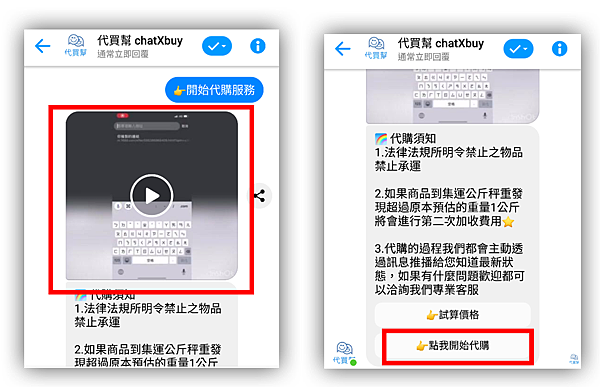 代買幫 chatXbuy
通常立即回覆
代買幫
👉開始代購服務
🌈 代購須知
1.法律法規所明令禁止之物品
禁止承運
2.如果商品到集運公斤秤重發
現超過原本預估的重量1公斤
代買幫 chatXbuy
通常立即回覆
代買幫
🌈 代購須知
1.法律法規所明令禁止之物品
禁止承運
2.如果商品到集運公斤秤重發
現超過原本預估的重量1公斤
將會進行第二次加收費用⭐
3.代購的過程我們都會主動透
過訊息推播給您知道最新狀
態，如果有什麼問題歡迎都可
以洽詢我們專業客服
👉試算價格
👉點我開始代購
代買幫